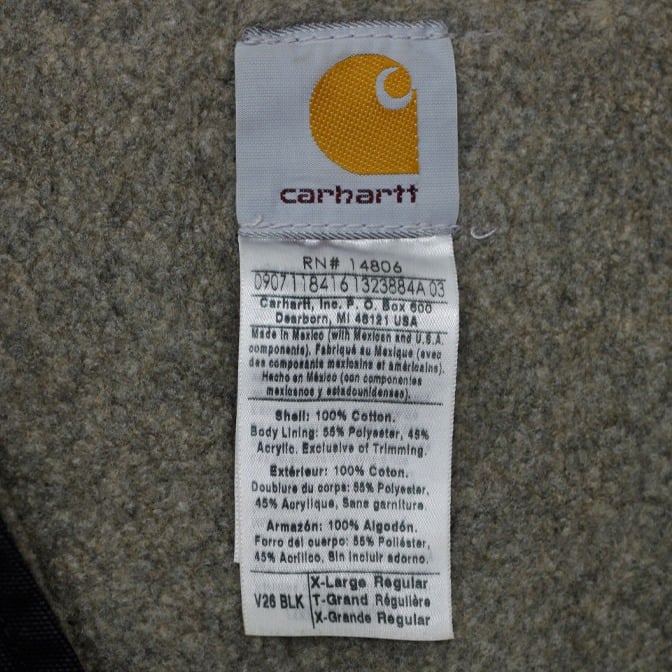 carhartt
RN# 14806
09071184161323884A 03
Carhartt, Inc. P. O. Box 600
Dearborn, MI 48121 USA
Made in Mexico (with Mexican and U.S.A.
components). Fabriqué au Mexique (avec
des composants mexicains et américains).
Hecho en México (con componentes
mexicanos y estadounidenses).
Shell: 100% Cotton.
Body Lining: 55% Polyester, 45%
Acrylic. Exclusive of Trimming.
Extérieur: 100% Coton.
Doublure du corps: 55% Polyester,
45% Acrylique, Sans garniture.
Armazón: 100% Algodón.
Forro del cuerpo: 55% Poliéster,
45% Acrílico, Sin incluir adorno.
V26 BLK
X-Large Regular
T-Grand Régulière
X-Grande Regular